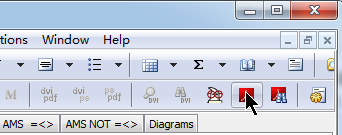 tions Window Help
Σ
M dvi pdf dvi ps ps pdf DVI DVI
AMS =<> AMS NOT =<> Diagrams